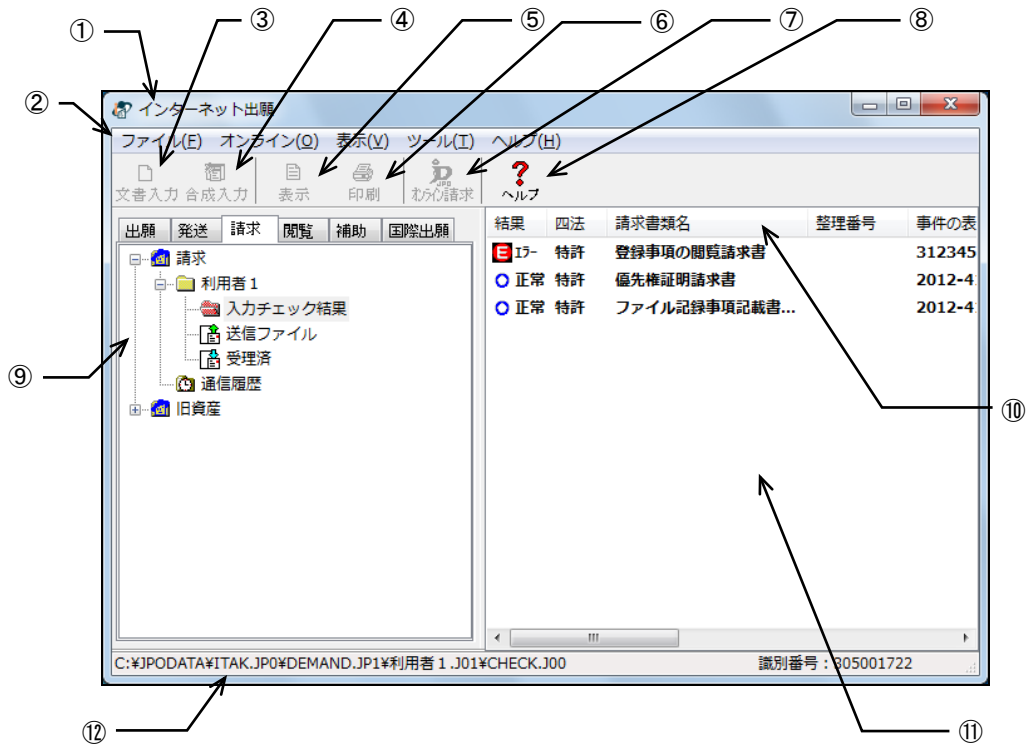 ① ③ ④ ⑤ ⑥ ⑦ ⑧
② インターネット出願
ファイル(F) オンライン(O) 表示(V) ツール(T) ヘルプ(H)
文書入力 合成入力 表示 印刷 オンライン請求 ヘルプ
出願 発送 請求 閲覧 補助 国際出願
請求
利用者1
入力チェック結果
送信ファイル
受理済
通信履歴
旧資産
結果 四法 請求書類名 整理番号 事件の表
E エラー 特許 登録事項の閲覧請求書 312345
正常 特許 優先権証明請求書 2012-4
正常 特許 ファイル記録事項記載書... 2012-4
⑨
⑩
C:¥JPODATA¥ITAK.JP0¥DEMAND.JP1¥利用者1.J01¥CHECK.J00 識別番号:305001722
⑫ ⑪